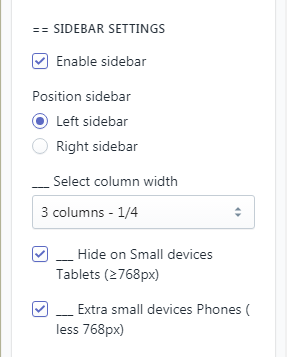 == SIDEBAR SETTINGS
Enable sidebar
Position sidebar
Left sidebar
Right sidebar
___ Select column width
3 columns - 1/4
___ Hide on Small devices
Tablets (≥768px)
___ Extra small devices Phones (
less 768px)